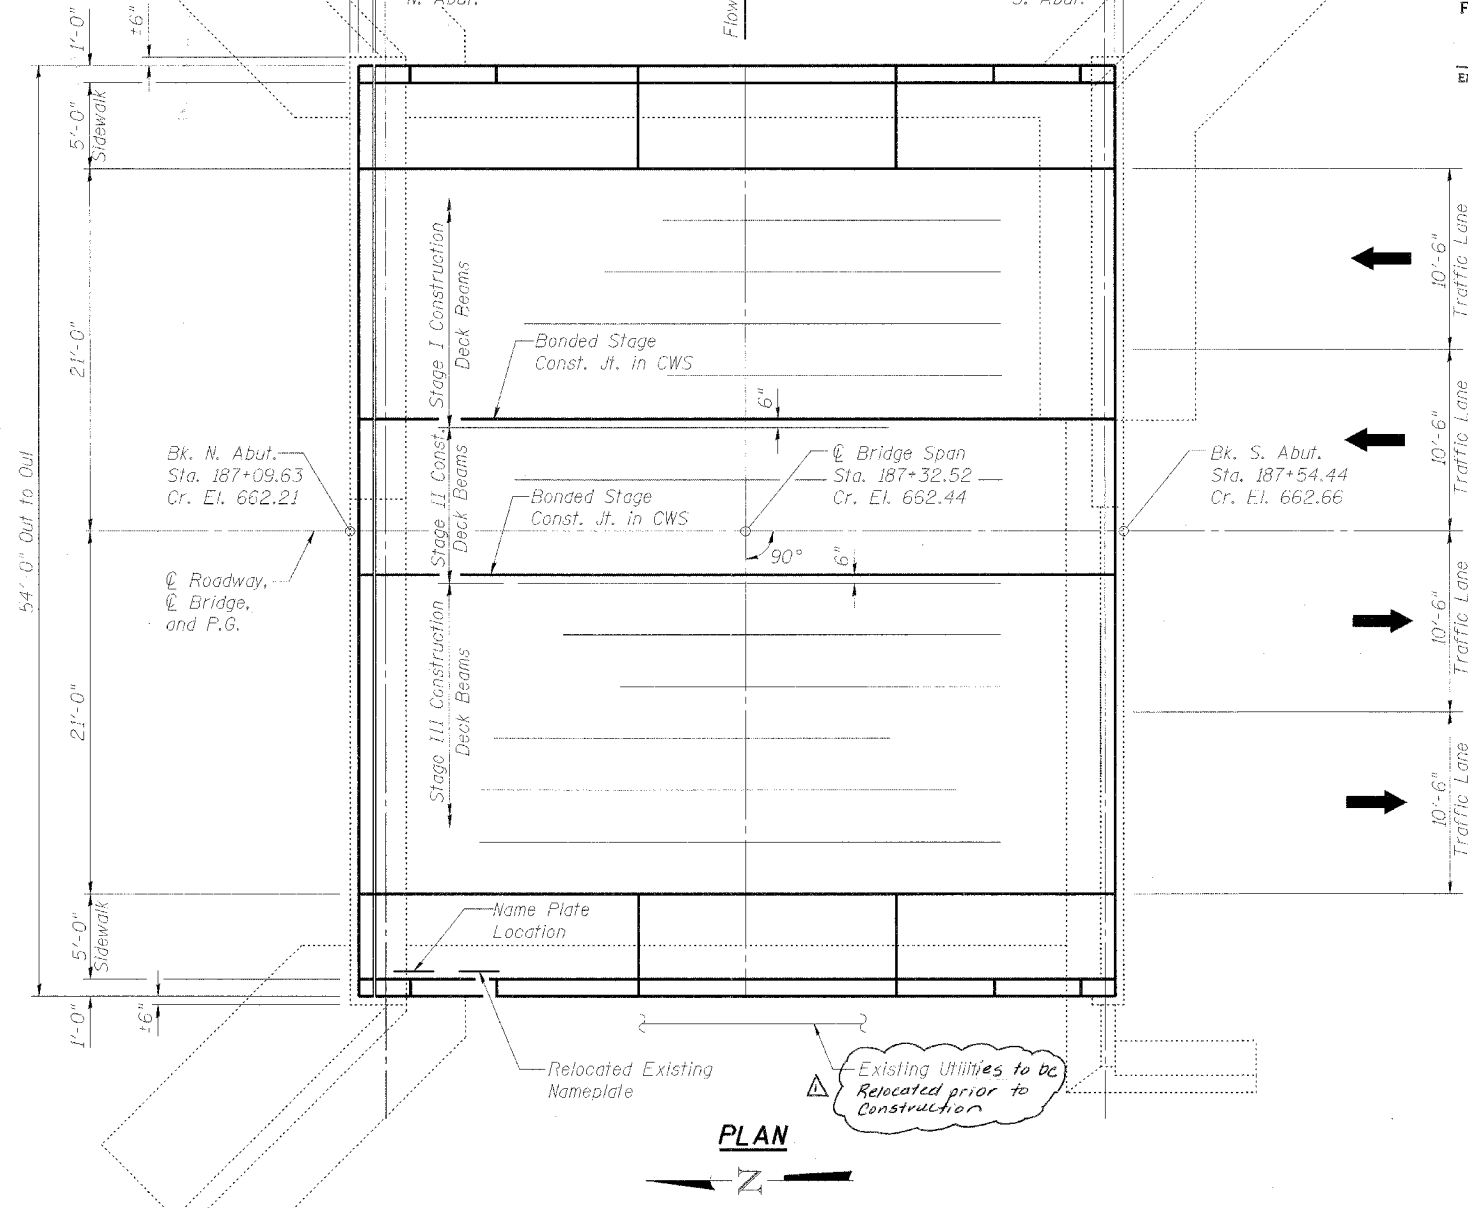 N. Abut.
S. Abut.
Flow
1'-0"
±6"
5'-0"
Sidewalk
21'-0"
54'-0" Out to Out
21'-0"
5'-0"
Sidewalk
1'-0"
±6"
Stage I Construction
Deck Beams
Bonded Stage
Const. Jt. in CWS
6"
Stage II Const.
Deck Beams
Bk. N. Abut.
Sta. 187+09.63
Cr. El. 662.21
Bonded Stage
Const. Jt. in CWS
℄ Bridge Span
Sta. 187+32.52
Cr. El. 662.44
Bk. S. Abut.
Sta. 187+54.44
Cr. El. 662.66
90°
6"
℄ Roadway,
℄ Bridge,
and P.G.
Stage III Construction
Deck Beams
10'-6"
Traffic Lane
10'-6"
Traffic Lane
10'-6"
Traffic Lane
10'-6"
Traffic Lane
Name Plate
Location
Relocated Existing
Nameplate
1
Existing Utilities to be
Relocated prior to
Construction
PLAN
N